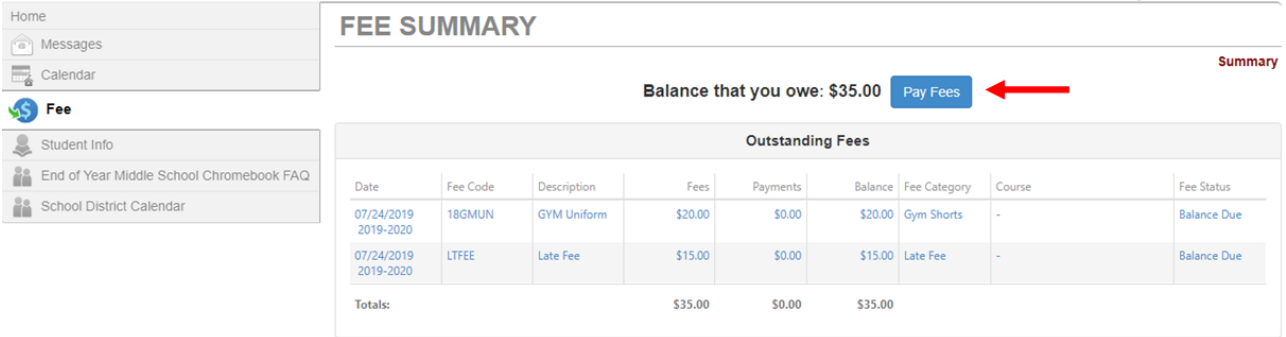 Home
Messages
Calendar
Fee
Student Info
End of Year Middle School Chromebook FAQ
School District Calendar
FEE SUMMARY
Summary
Balance that you owe: $35.00 Pay Fees
Outstanding Fees
Date Fee Code Description Fees Payments Balance Fee Category Course Fee Status
07/24/2019 18GMUN GYM Uniform $20.00 $0.00 $20.00 Gym Shorts - Balance Due
2019-2020
07/24/2019 LTFEE Late Fee $15.00 $0.00 $15.00 Late Fee - Balance Due
2019-2020
Totals: $35.00 $0.00 $35.00